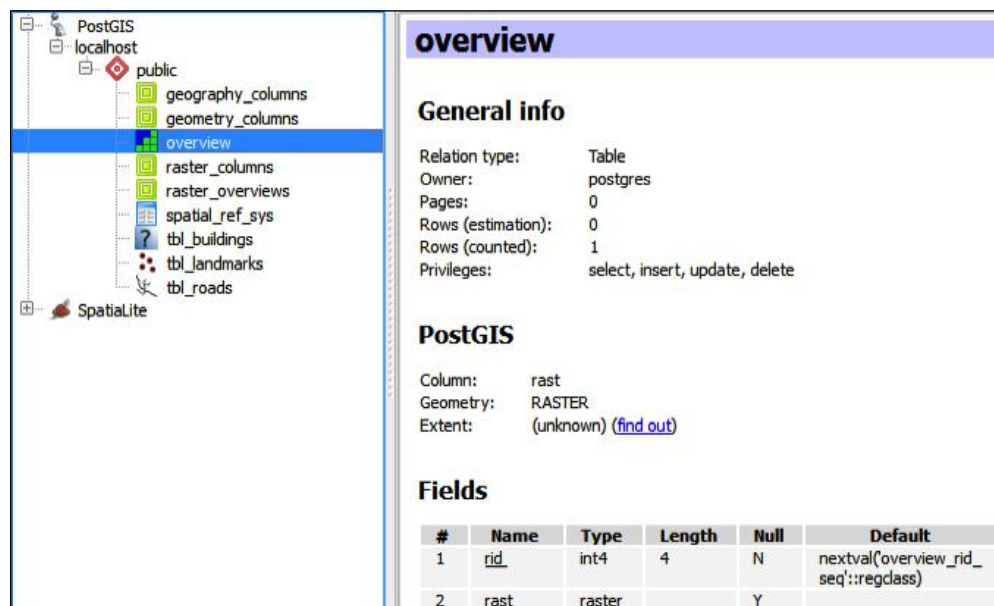 PostGIS
localhost
public
geography_columns
geometry_columns
overview
raster_columns
raster_overviews
spatial_ref_sys
tbl_buildings
tbl_landmarks
tbl_roads
SpatiaLite
overview
General info
Relation type: Table
Owner: postgres
Pages: 0
Rows (estimation): 0
Rows (counted): 1
Privileges: select, insert, update, delete
PostGIS
Column: rast
Geometry: RASTER
Extent: (unknown) (find out)
Fields
# Name Type Length Null Default
1 rid int4 4 N nextval('overview_rid_
seq'::regclass)
2 rast raster Y